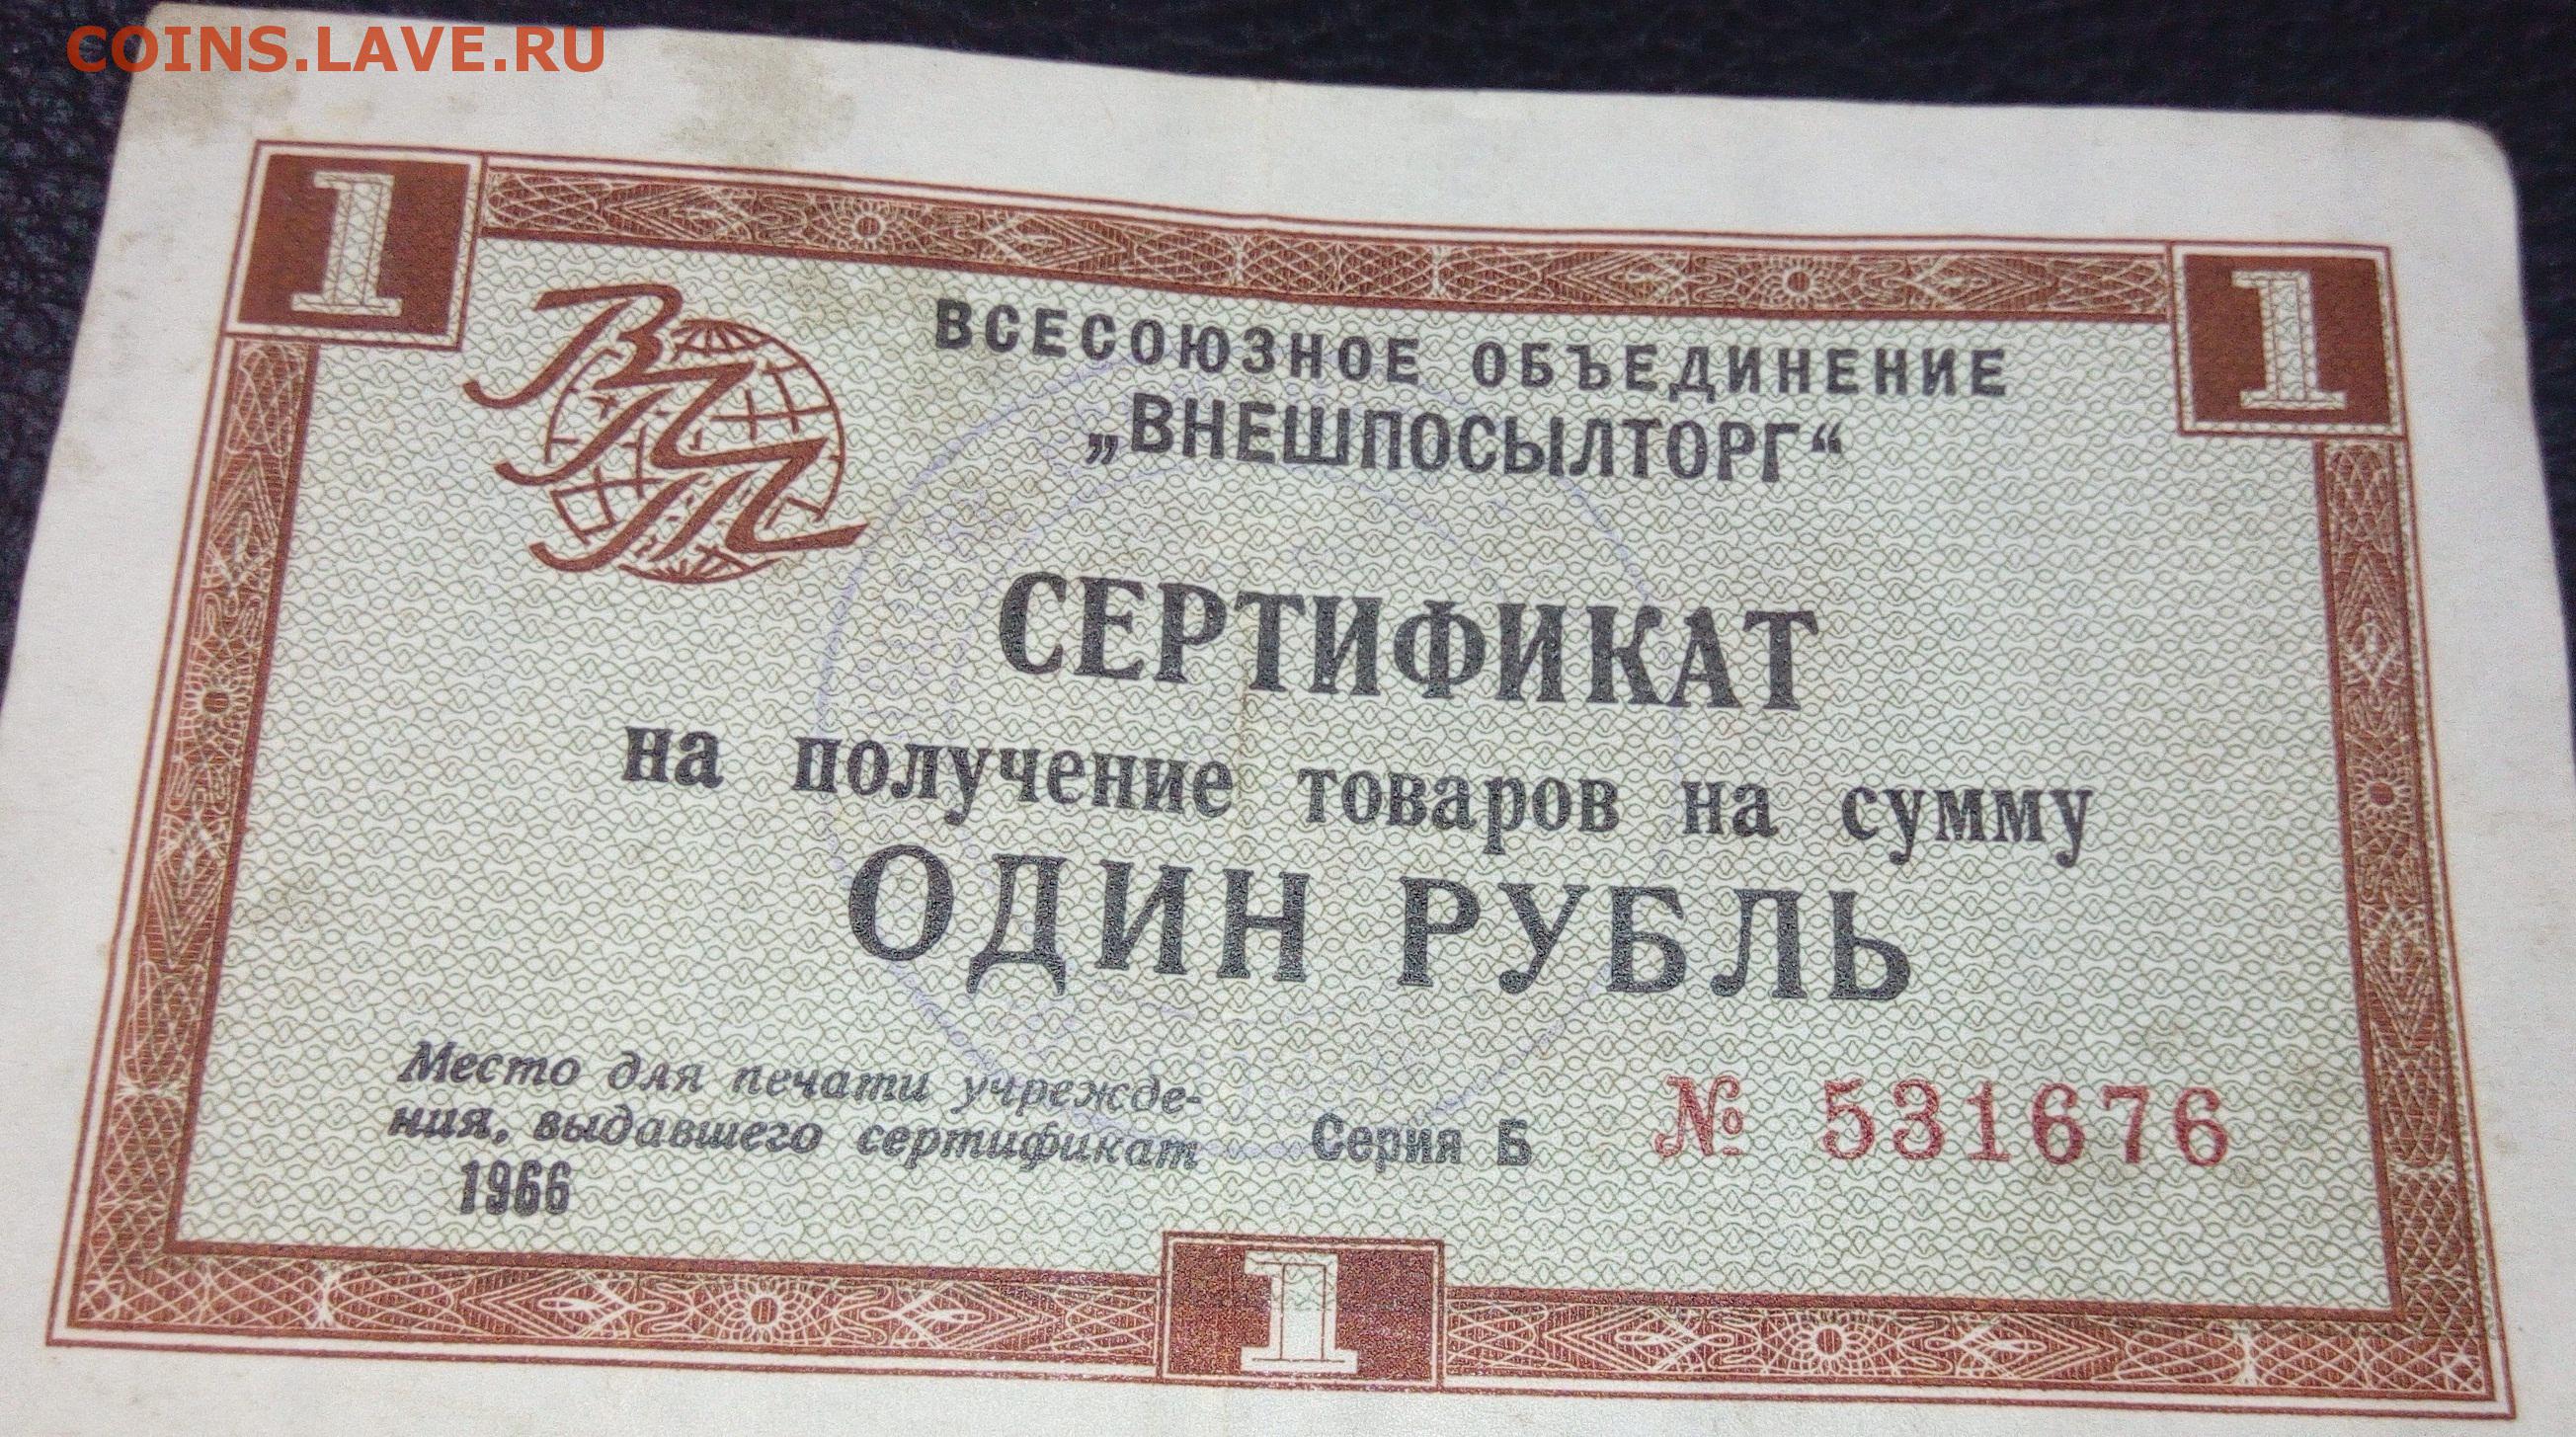 COINS.LAVE.RU
1
1
ВПТ
ВСЕСОЮЗНОЕ ОБЪЕДИНЕНИЕ
„ВНЕШПОСЫЛТОРГ“
СЕРТИФИКАТ
на получение товаров на сумму
ОДИН РУБЛЬ
Место для печати учрежде-
ния, выдавшего сертификат
1966
Серия Б № 531676
1